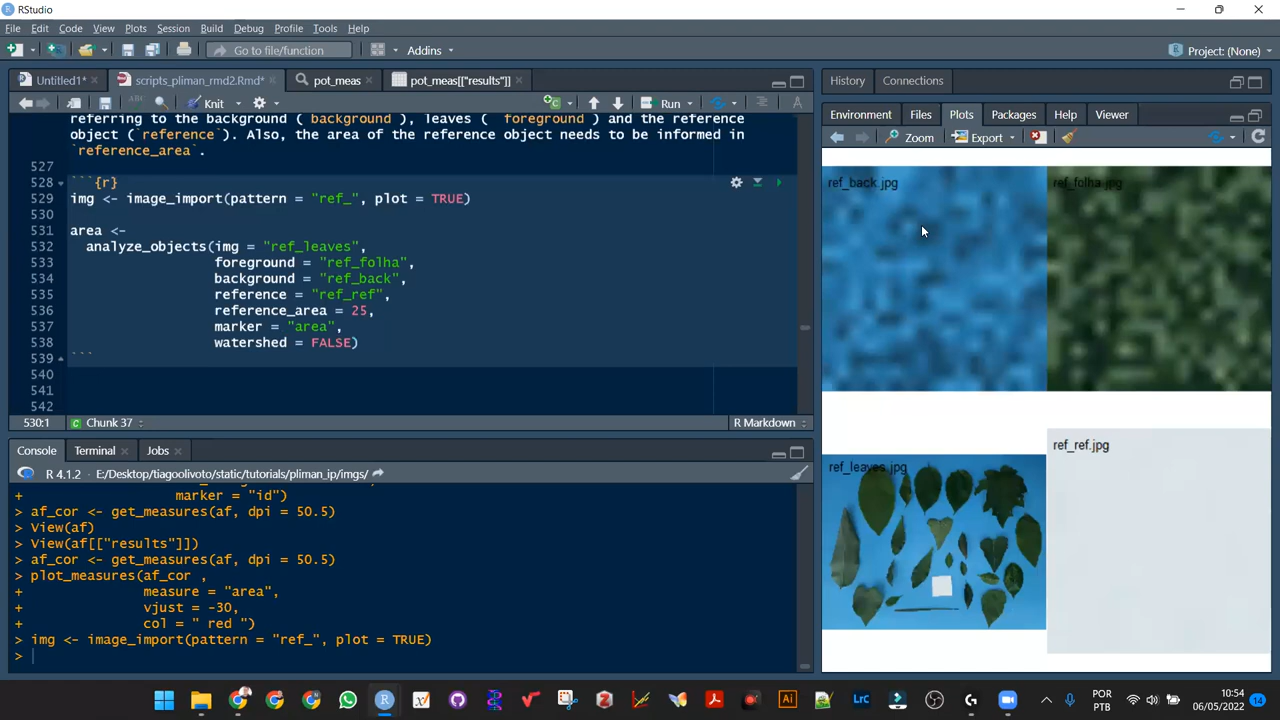 RStudio
File Edit Code View Plots Session Build Debug Profile Tools Help
Go to file/function Addins Project: (None)
Untitled1* scripts_pliman_rmd2.Rmd* pot_meas pot_meas[["results"]]
ABC Knit Run
referring to the background (`background`), leaves (` foreground`) and the reference
object (`reference`). Also, the area of the reference object needs to be informed in
`reference_area`.
527
528 ```{r}
529 img <- image_import(pattern = "ref_", plot = TRUE)
530
531 area <-
532 analyze_objects(img = "ref_leaves",
533 foreground = "ref_folha",
534 background = "ref_back",
535 reference = "ref_ref",
536 reference_area = 25,
537 marker = "area",
538 watershed = FALSE)
539 ```
540
541
542
530:1 Chunk 37 R Markdown
Console Terminal Jobs
R 4.1.2 · E:/Desktop/tiagoolivoto/static/tutorials/pliman_ip/imgs/
+ marker = "id")
> af_cor <- get_measures(af, dpi = 50.5)
> View(af)
> View(af[["results"]])
> af_cor <- get_measures(af, dpi = 50.5)
> plot_measures(af_cor ,
+ measure = "area",
+ vjust = -30,
+ col = " red ")
> img <- image_import(pattern = "ref_", plot = TRUE)
>
History Connections
Environment Files Plots Packages Help Viewer
Zoom Export
ref_back.jpg ref_folha.jpg
ref_leaves.jpg ref_ref.jpg
R Ai LrC
POR
PTB
10:54
06/05/2022
14